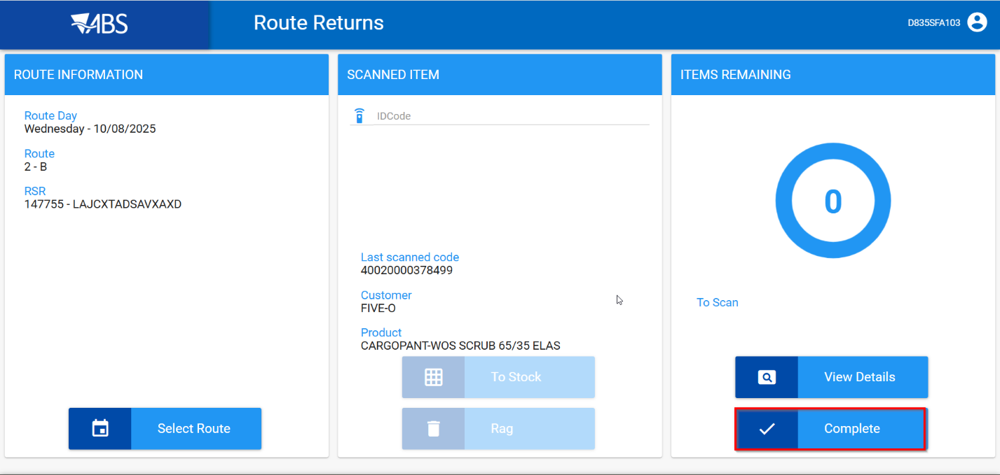 ABS
Route Returns
D835SFA103
ROUTE INFORMATION
Route Day
Wednesday - 10/08/2025
Route
2 - B
RSR
147755 - LAJCXTADSAVXAXD
Select Route
SCANNED ITEM
IDCode
Last scanned code
40020000378499
Customer
FIVE-O
Product
CARGOPANT-WOS SCRUB 65/35 ELAS
To Stock
Rag
ITEMS REMAINING
0
To Scan
View Details
Complete